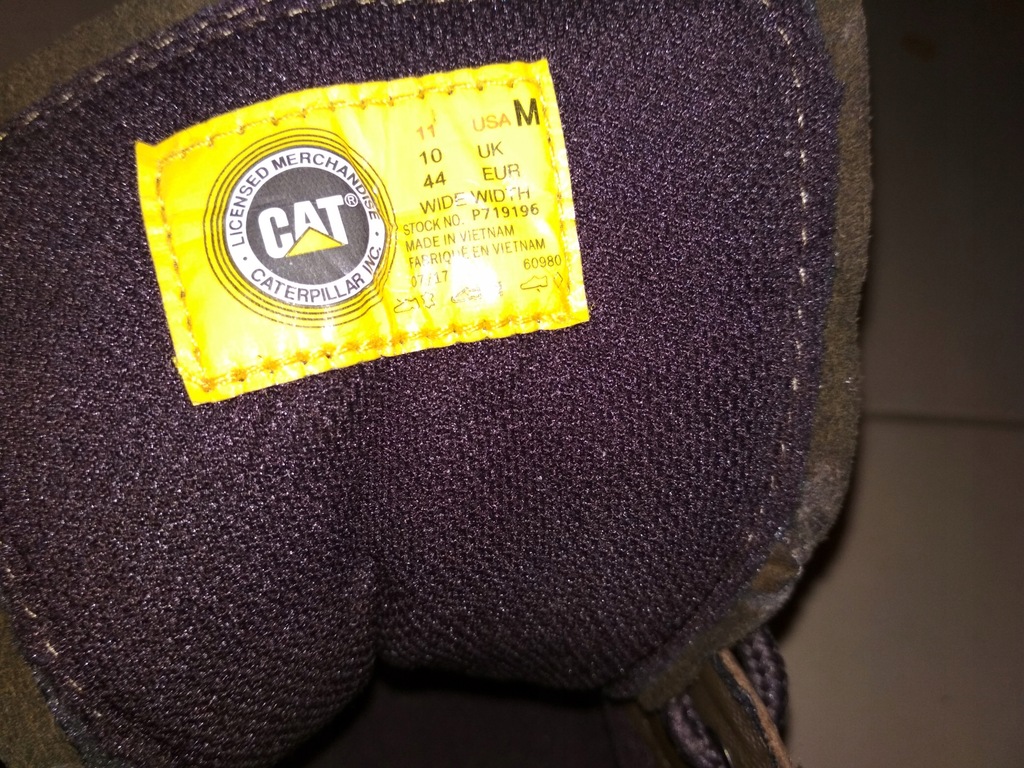 LICENSED MERCHANDISE
CAT®
CATERPILLAR INC.
11 USA M
10 UK
44 EUR
WIDE WIDTH
STOCK NO. P719196
MADE IN VIETNAM
FABRIQUE EN VIETNAM
07/17 60980